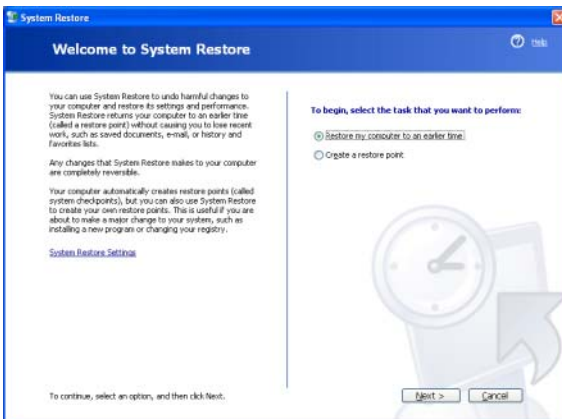 System Restore
Welcome to System Restore
Help
You can use System Restore to undo harmful changes to
your computer and restore its settings and performance.
System Restore returns your computer to an earlier time
(called a restore point) without causing you to lose recent
work, such as saved documents, e-mail, or history and
favorites lists.
Any changes that System Restore makes to your computer
are completely reversible.
Your computer automatically creates restore points (called
system checkpoints), but you can also use System Restore
to create your own restore points. This is useful if you are
about to make a major change to your system, such as
installing a new program or changing your registry.
System Restore Settings
To begin, select the task that you want to perform:
Restore my computer to an earlier time
Create a restore point
To continue, select an option, and then click Next.
Next >
Cancel